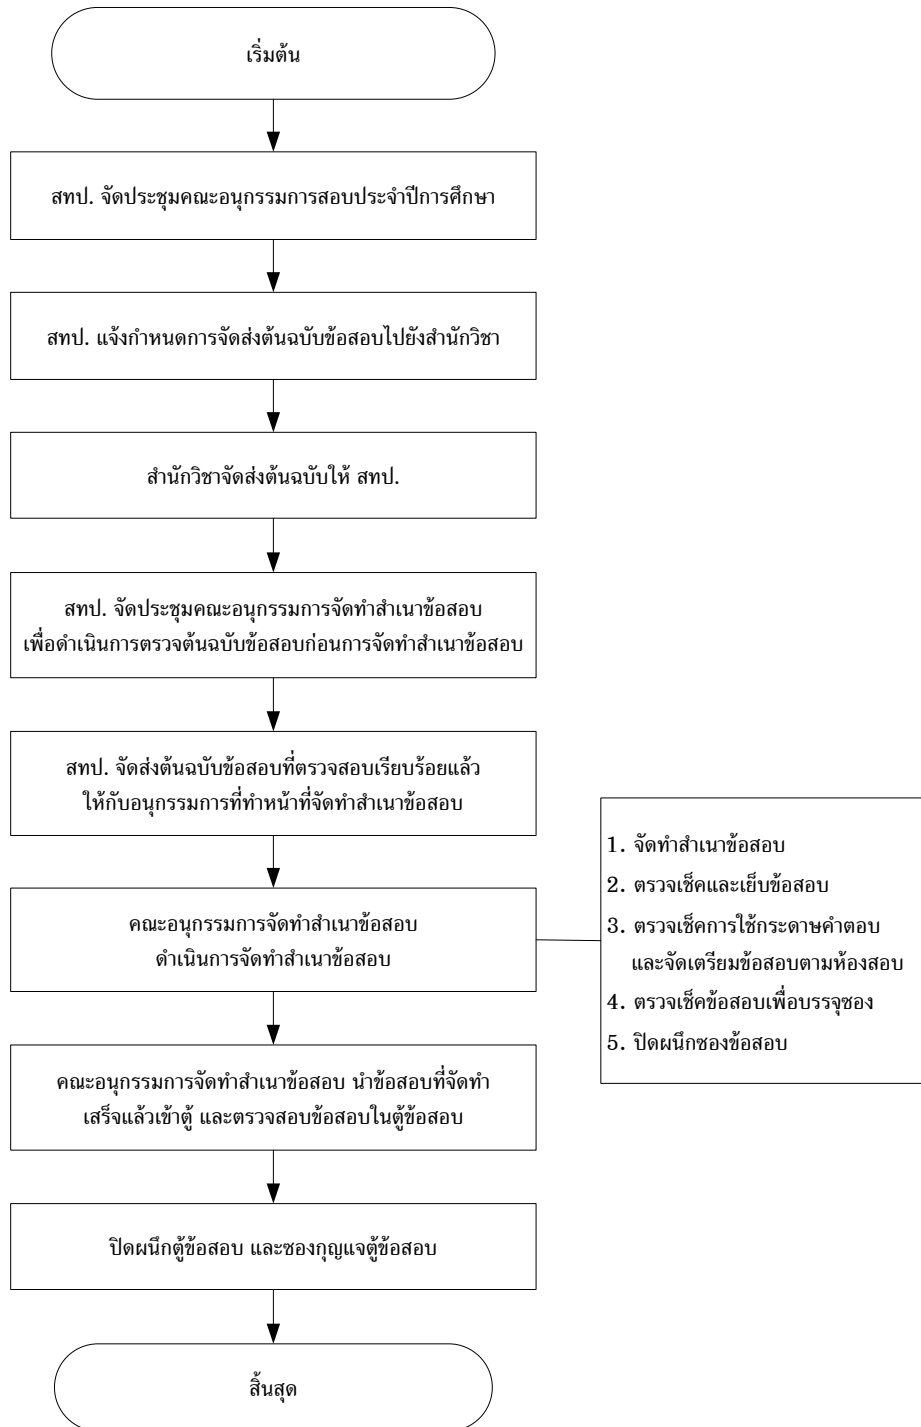 เริ่มต้น
สทป. จัดประชุมคณะอนุกรรมการสอบประจำปีการศึกษา
สทป. แจ้งกำหนดการจัดส่งต้นฉบับข้อสอบไปยังสำนักวิชา
สำนักวิชาจัดส่งต้นฉบับให้ สทป.
สทป. จัดประชุมคณะอนุกรรมการจัดทำสำเนาข้อสอบ
เพื่อดำเนินการตรวจต้นฉบับข้อสอบก่อนการจัดทำสำเนาข้อสอบ
สทป. จัดส่งต้นฉบับข้อสอบที่ตรวจสอบเรียบร้อยแล้ว
ให้กับอนุกรรมการที่ทำหน้าที่จัดทำสำเนาข้อสอบ
คณะอนุกรรมการจัดทำสำเนาข้อสอบ
ดำเนินการจัดทำสำเนาข้อสอบ
1. จัดทำสำเนาข้อสอบ
2. ตรวจเช็คและเย็บข้อสอบ
3. ตรวจเช็คการใช้กระดาษคำตอบ
และจัดเตรียมข้อสอบตามห้องสอบ
4. ตรวจเช็คข้อสอบเพื่อบรรจุซอง
5. ปิดผนึกซองข้อสอบ
คณะอนุกรรมการจัดทำสำเนาข้อสอบ นำข้อสอบที่จัดทำ
เสร็จแล้วเข้าตู้ และตรวจสอบข้อสอบในตู้ข้อสอบ
ปิดผนึกตู้ข้อสอบ และซองกุญแจตู้ข้อสอบ
สิ้นสุด